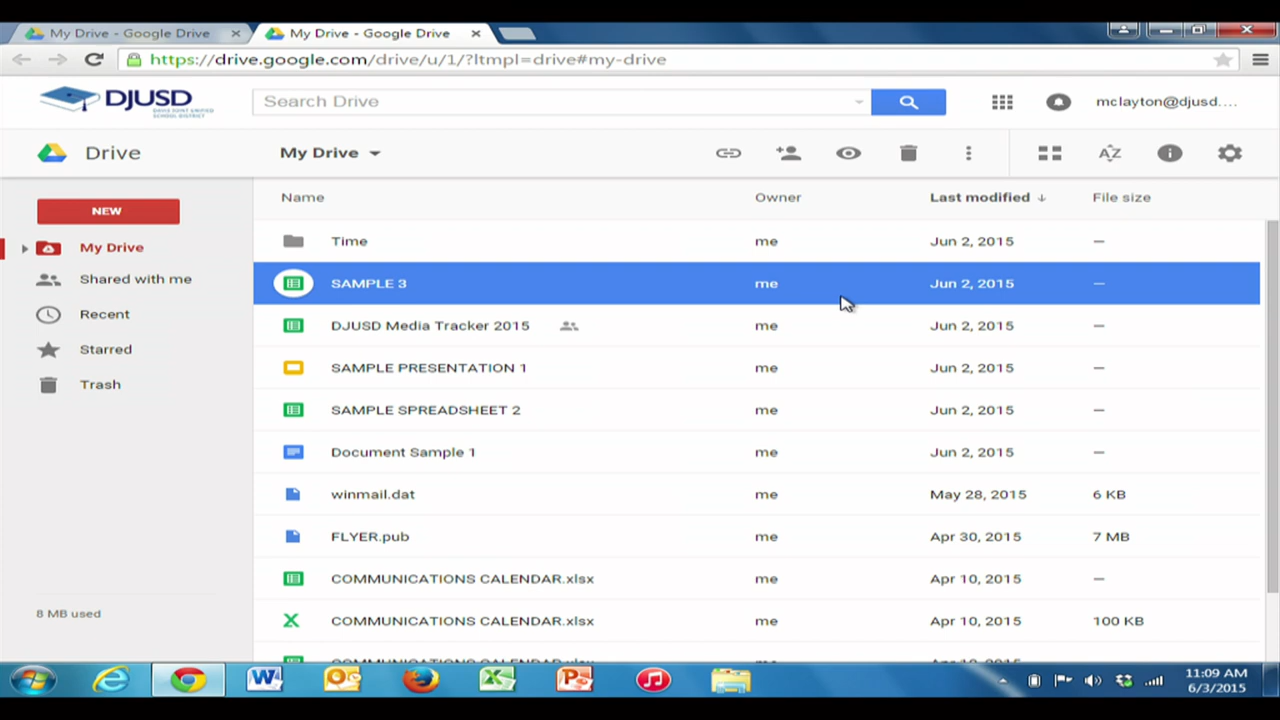 My Drive - Google Drive
My Drive - Google Drive
https://drive.google.com/drive/u/1/?ltmpl=drive#my-drive
DJUSD
DAVIS JOINT UNIFIED
SCHOOL DISTRICT
Search Drive
mclayton@djusd....
Drive
My Drive
AZ
NEW
My Drive
Shared with me
Recent
Starred
Trash
8 MB used
Name Owner Last modified File size
Time me Jun 2, 2015 —
SAMPLE 3 me Jun 2, 2015 —
DJUSD Media Tracker 2015 me Jun 2, 2015 —
SAMPLE PRESENTATION 1 me Jun 2, 2015 —
SAMPLE SPREADSHEET 2 me Jun 2, 2015 —
Document Sample 1 me Jun 2, 2015 —
winmail.dat me May 28, 2015 6 KB
FLYER.pub me Apr 30, 2015 7 MB
COMMUNICATIONS CALENDAR.xlsx me Apr 10, 2015 —
COMMUNICATIONS CALENDAR.xlsx me Apr 10, 2015 100 KB
11:09 AM
6/3/2015